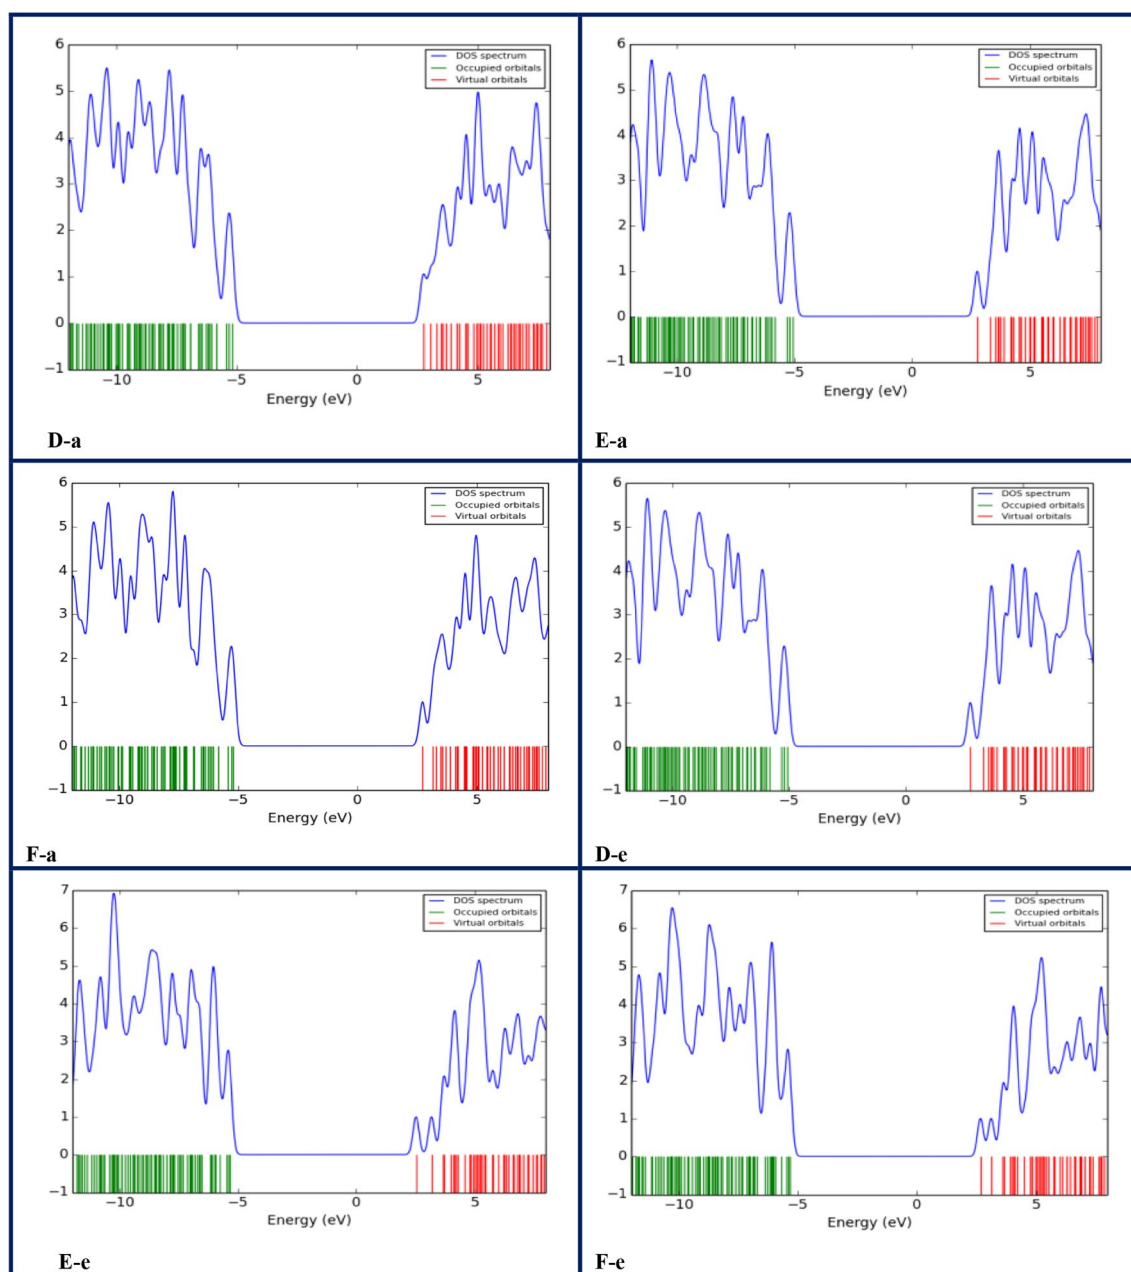 6
5
4
3
2
1
0
−1
−10
−5
0
5
Energy (eV)
DOS spectrum
Occupied orbitals
Virtual orbitals
D-a
6
5
4
3
2
1
0
−1
−10
−5
0
5
Energy (eV)
DOS spectrum
Occupied orbitals
Virtual orbitals
E-a
6
5
4
3
2
1
0
−1
−10
−5
0
5
Energy (eV)
DOS spectrum
Occupied orbitals
Virtual orbitals
F-a
6
5
4
3
2
1
0
−1
−10
−5
0
5
Energy (eV)
DOS spectrum
Occupied orbitals
Virtual orbitals
D-e
7
6
5
4
3
2
1
0
−1
−10
−5
0
5
Energy (eV)
DOS spectrum
Occupied orbitals
Virtual orbitals
E-e
7
6
5
4
3
2
1
0
−1
−10
−5
0
5
Energy (eV)
DOS spectrum
Occupied orbitals
Virtual orbitals
F-e